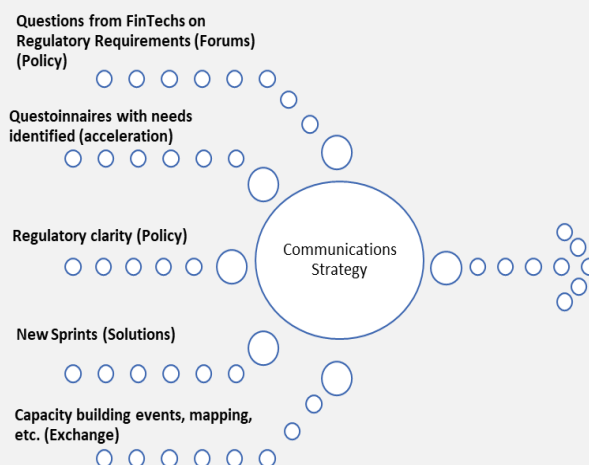 Questions from FinTechs on
Regulatory Requirements (Forums)
(Policy)
Questoinnaires with needs
identified (acceleration)
Regulatory clarity (Policy)
Communications
Strategy
New Sprints (Solutions)
Capacity building events, mapping,
etc. (Exchange)